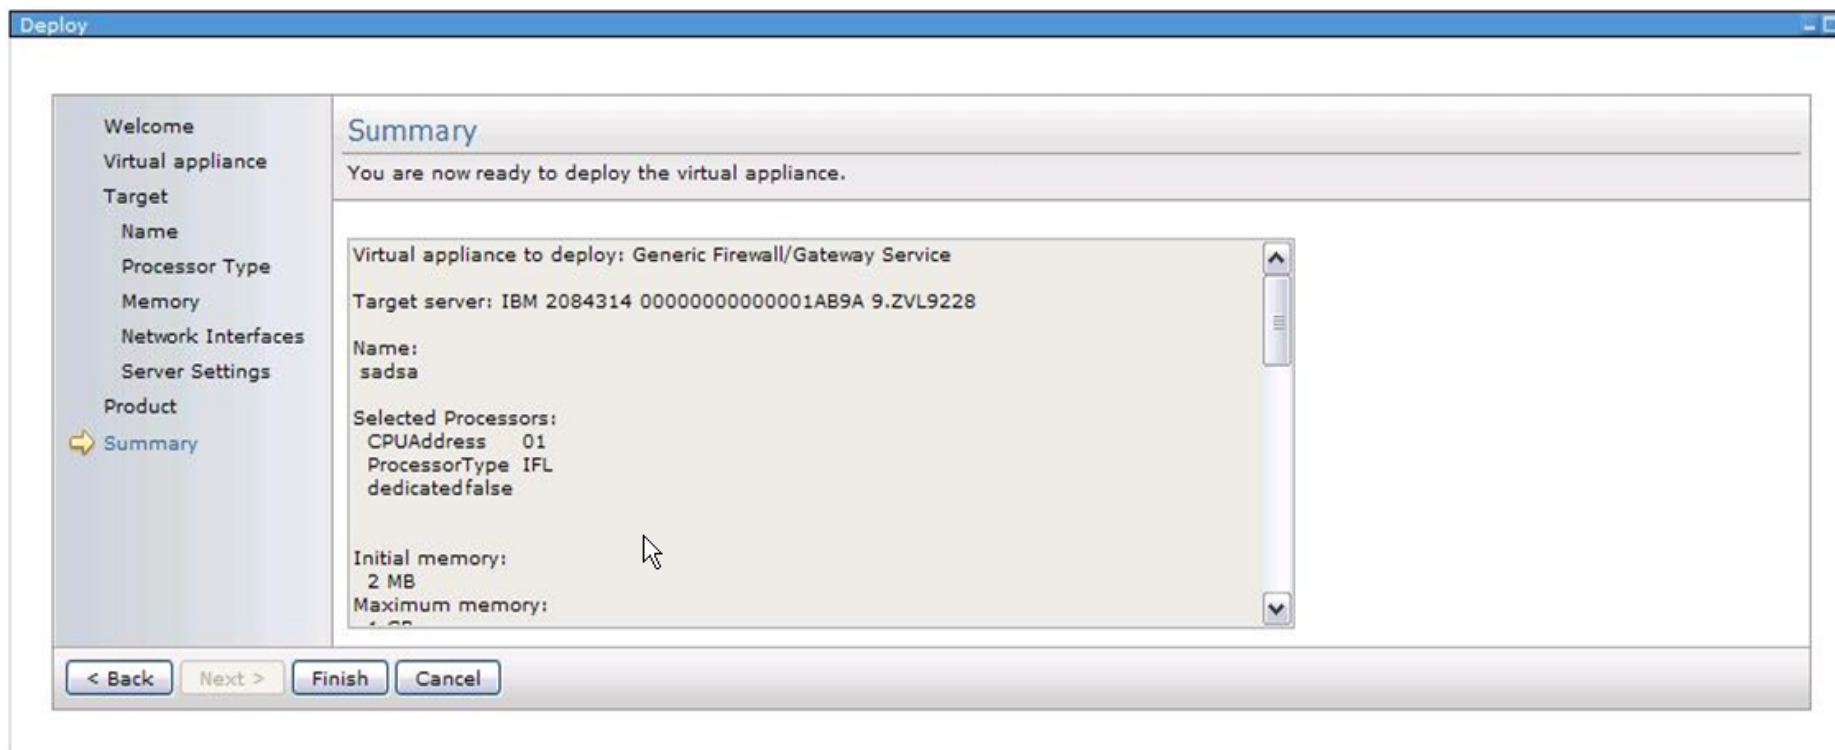 Deploy
Welcome
Virtual appliance
Target
Name
Processor Type
Memory
Network Interfaces
Server Settings
Product
Summary
Summary
You are now ready to deploy the virtual appliance.
Virtual appliance to deploy: Generic Firewall/Gateway Service
Target server: IBM 2084314 00000000000001AB9A 9.ZVL9228
Name:
sadsa
Selected Processors:
CPUAddress 01
ProcessorType IFL
dedicatedfalse
Initial memory:
2 MB
Maximum memory:
< Back Next > Finish Cancel